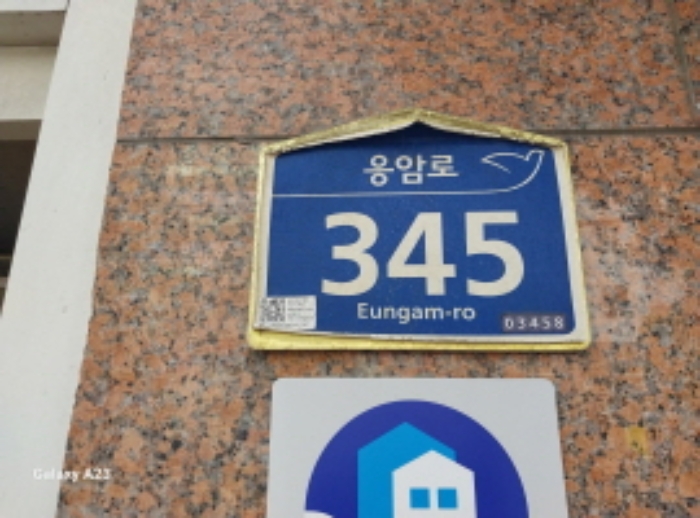 응암로
345
Eungam-ro
03458
Galaxy A23